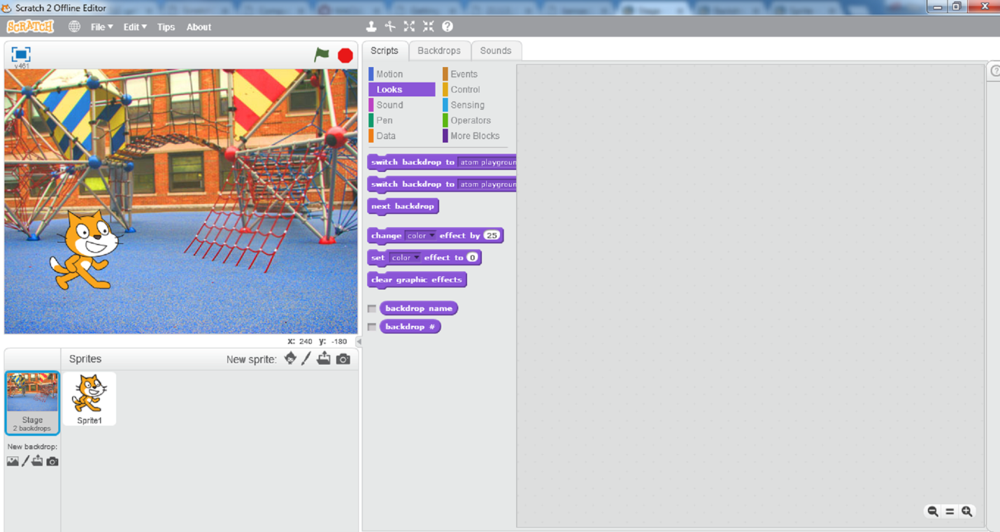 Scratch 2 Offline Editor
SCRATCH File Edit Tips About
v461
Scripts Backdrops Sounds
Motion Events
Looks Control
Sound Sensing
Pen Operators
Data More Blocks
switch backdrop to atom playgroun
switch backdrop to atom playgroun
next backdrop
change color effect by 25
set color effect to 0
clear graphic effects
backdrop name
backdrop #
x: 240 y: -180
Sprites New sprite:
Stage
2 backdrops
Sprite1
New backdrop: